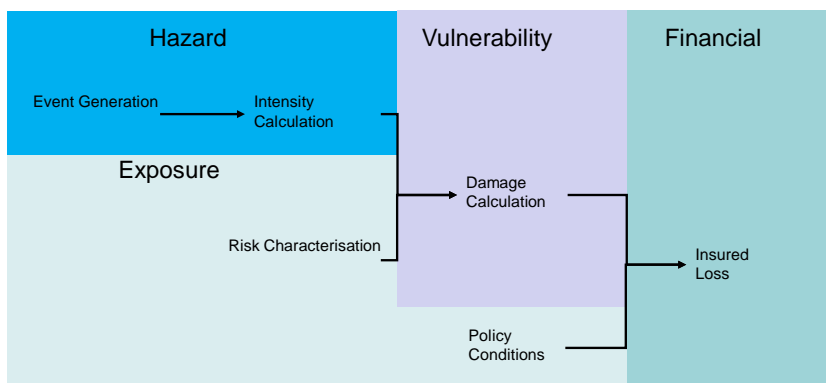 Hazard
Vulnerability
Financial
Event Generation
Intensity
Calculation
Exposure
Damage
Calculation
Risk Characterisation
Insured
Loss
Policy
Conditions